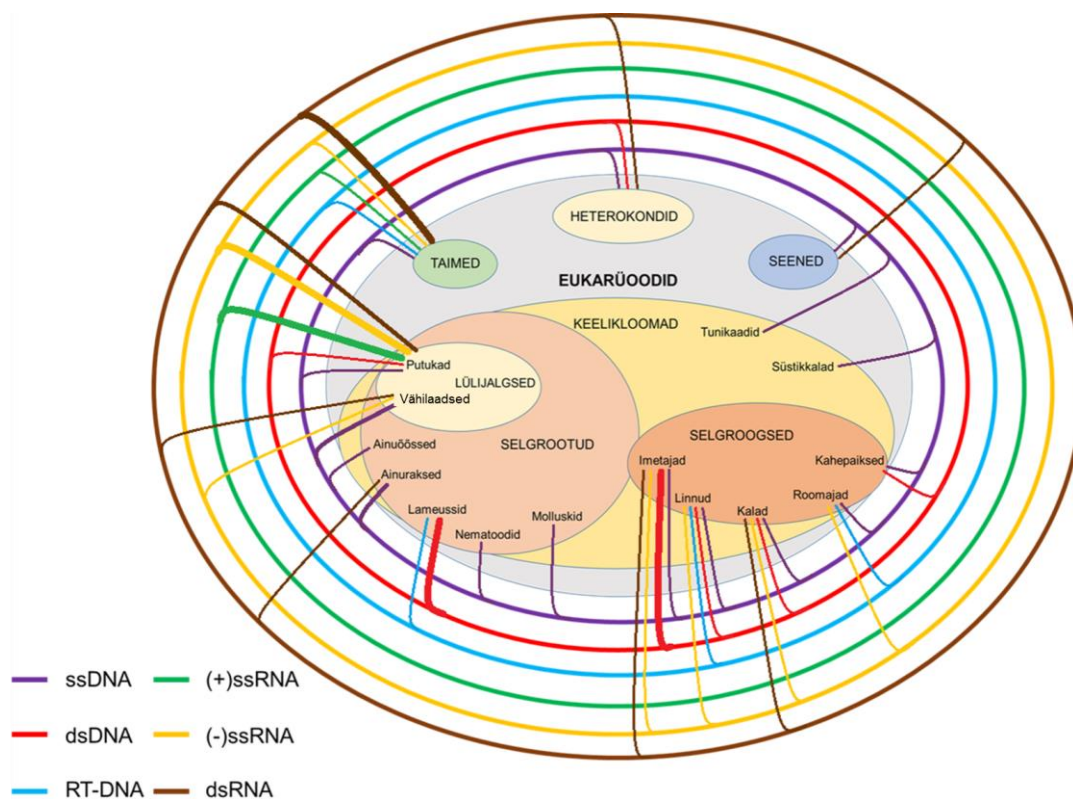 HETEROKONDID
TAIMED
SEENED
EUKARÜOODID
KEELIKLOOMAD
Tunikaadid
Süstikkalad
Putukad
LÜLIJALGSED
Vähilaadsed
Ainuöössed
SELGROOTUD
Ainuraksed
Lameussid
Nematoodid
Molluskid
SELGROOGSED
Imetajad
Kahepaiksed
Linnud
Roomajad
Kalad
ssDNA
(+)ssRNA
dsDNA
(-)ssRNA
RT-DNA
dsRNA